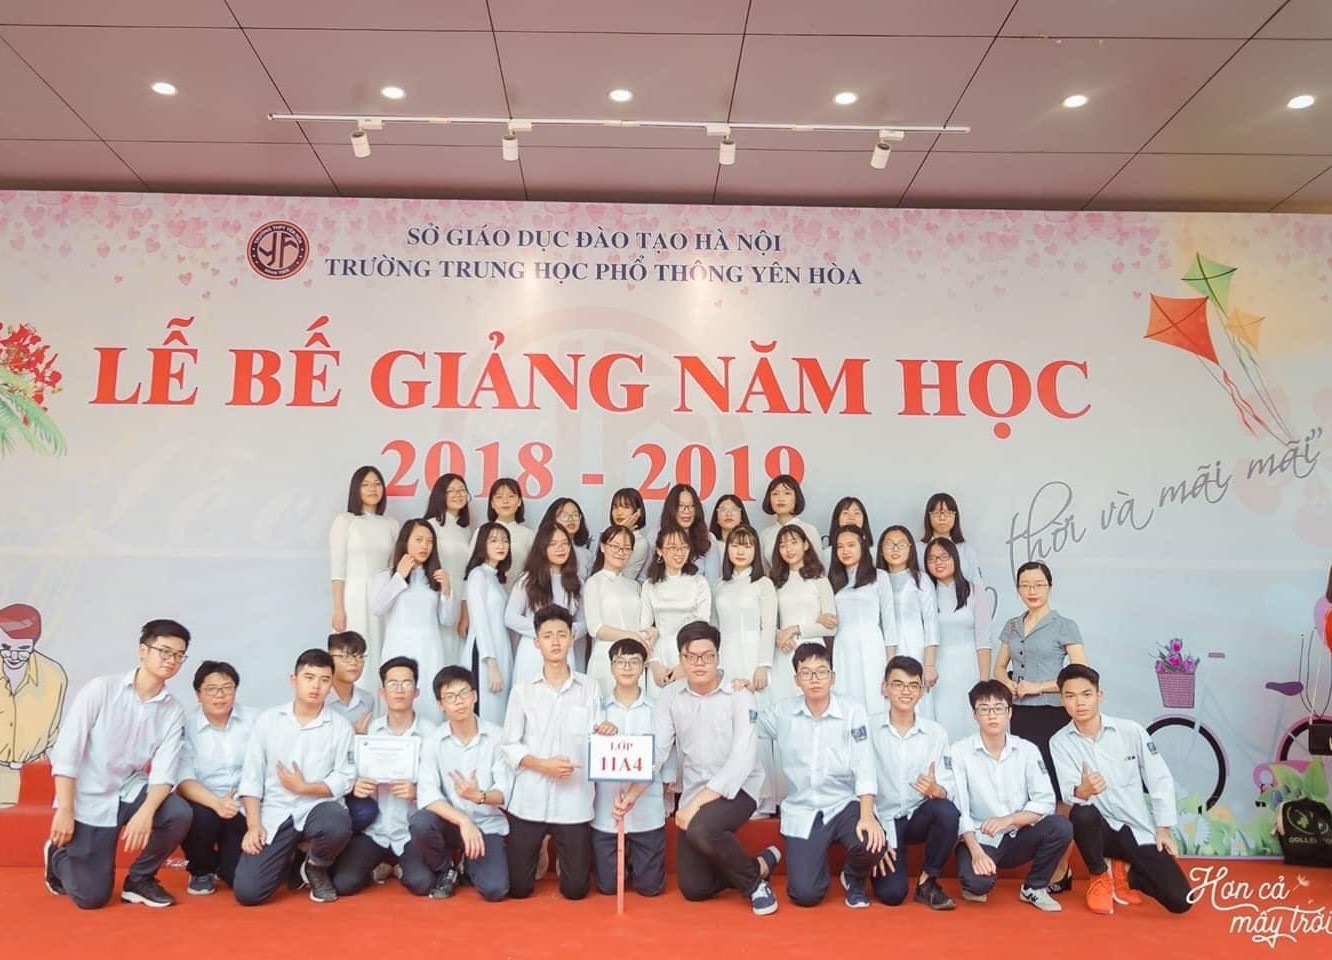 SỞ GIÁO DỤC ĐÀO TẠO HÀ NỘI
TRƯỜNG TRUNG HỌC PHỔ THÔNG YÊN HÒA
LỄ BẾ GIẢNG NĂM HỌC
2018 - 2019
thời và mãi mãi"
LỚP
11A4
Hơn cả
mây trời